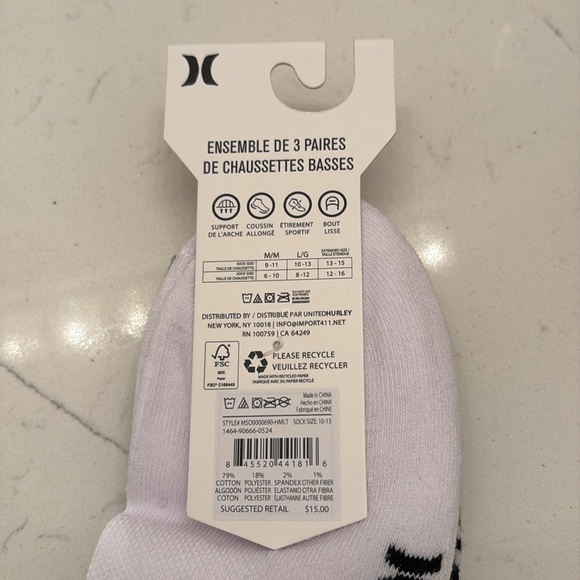 ENSEMBLE DE 3 PAIRES
DE CHAUSSETTES BASSES
SUPPORT DE L'ARCHE
COUSSIN ALLONGÉ
ÉTIREMENT SPORTIF
BOUT LISSE
M/M L/G EXTENDED SIZE / TAILLE ÉTENDUE
SOCK SIZE / TAILLE DE CHAUSSETTE 9 - 11 10 - 13 13 - 15
TAILLE DE CHAUSSETTE 6 - 10 8 - 12 12 - 16
DISTRIBUTED BY / DISTRIBUÉ PAR UNITEDHURLEY
NEW YORK, NY 10018 | INFO@IMPORT411.NET
RN 100759 | CA 64249
FSC
MIX
Paper
FSC® C169445
PLEASE RECYCLE
VEUILLEZ RECYCLER
MADE WITH RECYCLED PAPER
FABRIQUÉ AVEC DU PAPIER RECYCLÉ
Made in CHINA
Hecho en CHINA
Fabriqué en CHINE
STYLE# MSO0000690-HMLT SOCK SIZE: 10-13
1464-90666-0524
8 45520 44181 6
79% 18% 2% 1%
COTTON POLYESTER SPANDEX OTHER FIBER
ALGODÓN POLIÉSTER ELASTANO OTRA FIBRA
COTON POLYESTER ÉLASTHANNE AUTRE FIBRE
SUGGESTED RETAIL $15.00